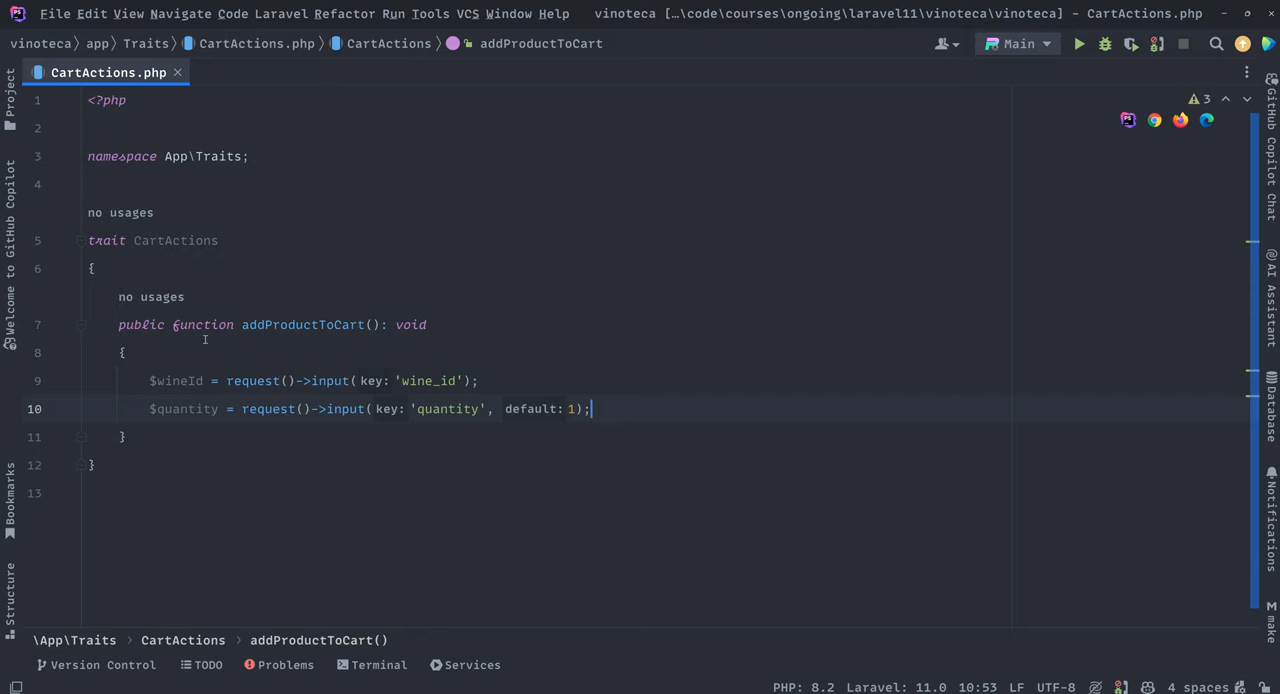 File Edit View Navigate Code Laravel Refactor Run Tools VCS Window Help vinoteca […\code\courses\ongoing\laravel11\vinoteca\vinoteca] – CartActions.php
vinoteca app Traits CartActions.php CartActions addProductToCart Main
CartActions.php
1 <?php
2
3 namespace App\Traits;
4
no usages
5 trait CartActions
6 {
no usages
7 public function addProductToCart(): void
8 {
9 $wineId = request()->input( key: 'wine_id');
10 $quantity = request()->input( key: 'quantity', default: 1);
11 }
12 }
13
3
Project
Welcome to GitHub Copilot
Bookmarks
Structure
GitHub Copilot Chat
AI Assistant
Database
Notifications
M make
\App\Traits CartActions addProductToCart()
Version Control TODO Problems Terminal Services
PHP: 8.2 Laravel: 11.0 10:53 LF UTF-8 4 spaces